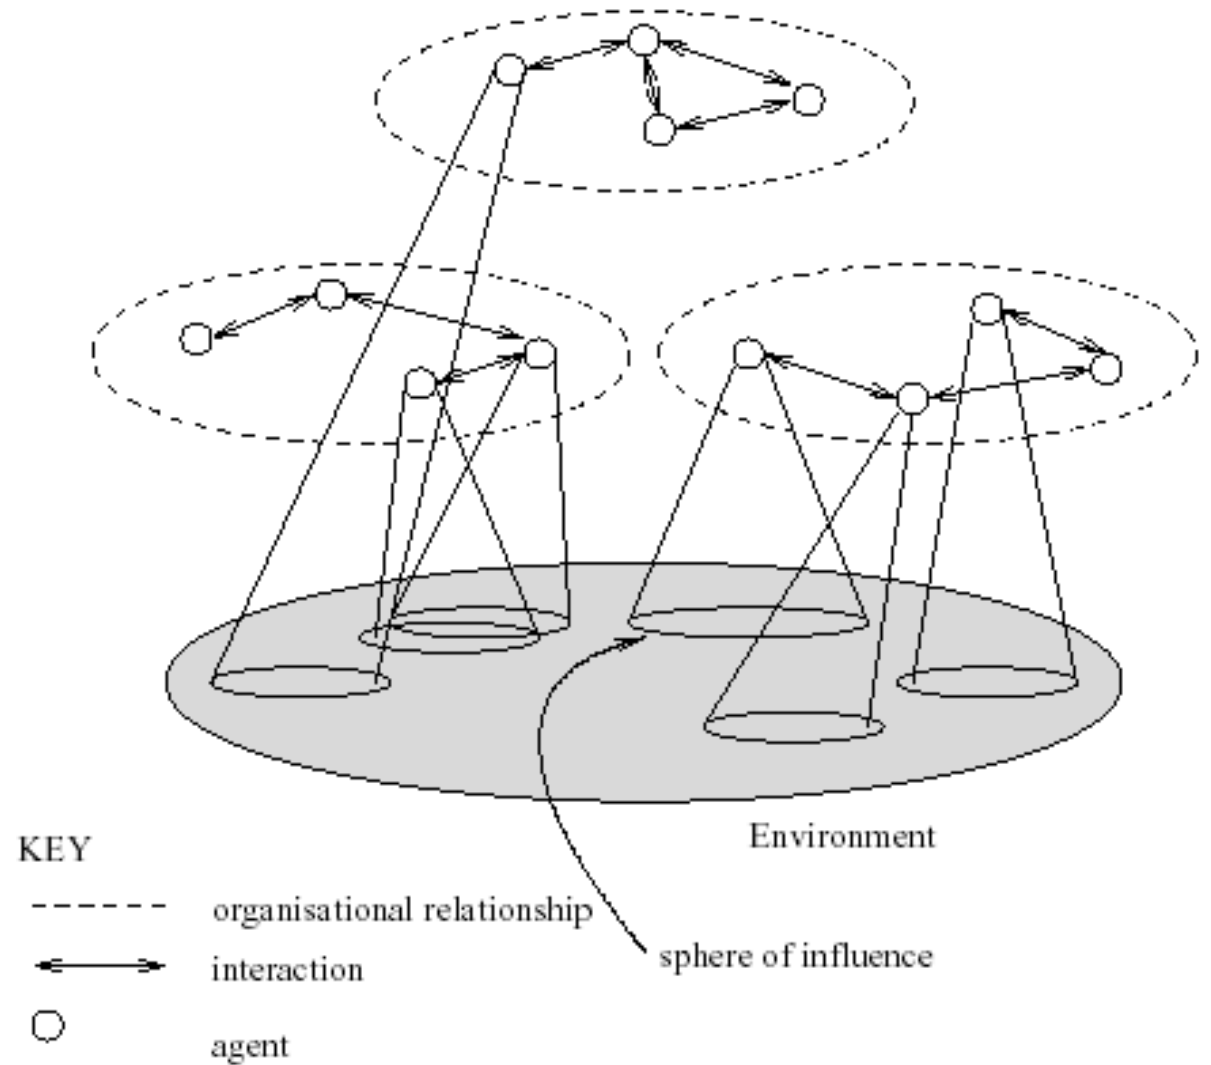 Environment
KEY
organisational relationship
sphere of influence
interaction
agent